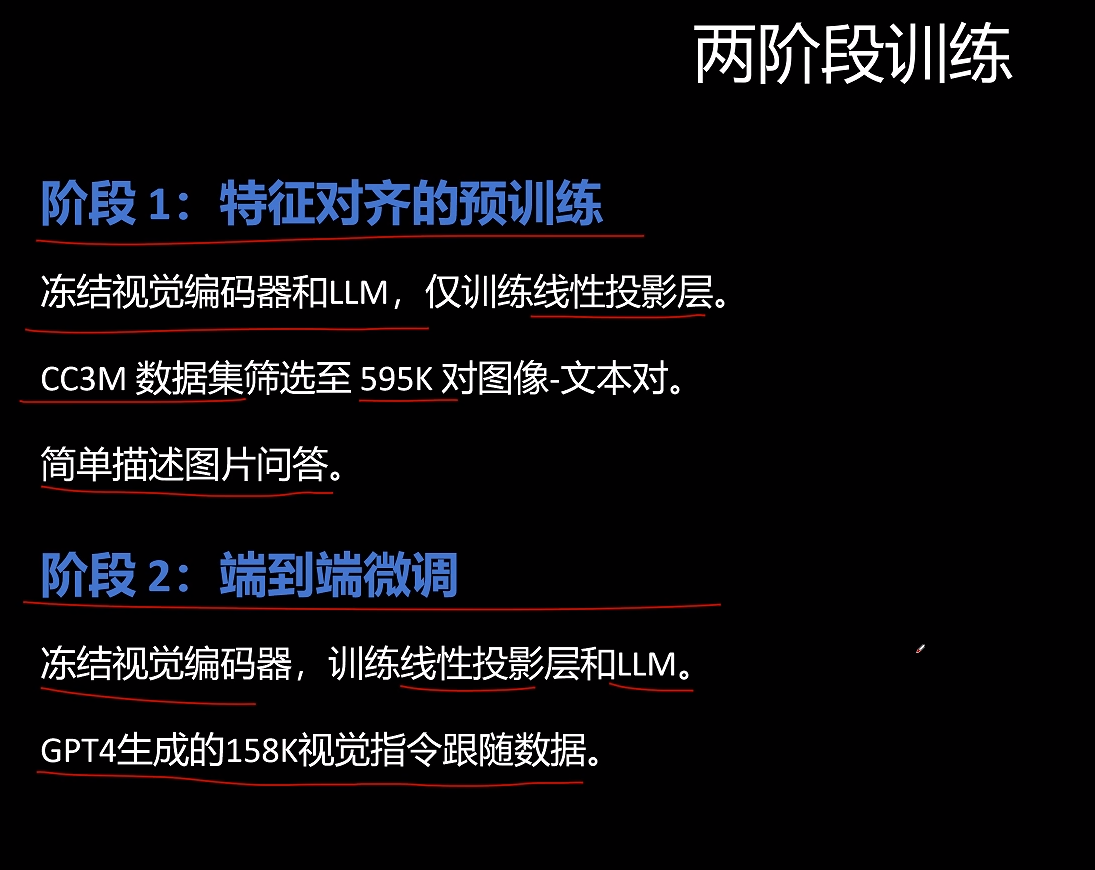 两阶段训练
阶段 1：特征对齐的预训练
冻结视觉编码器和LLM，仅训练线性投影层。
CC3M 数据集筛选至 595K 对图像-文本对。
简单描述图片问答。
阶段 2：端到端微调
冻结视觉编码器，训练线性投影层和LLM。
GPT4生成的158K视觉指令跟随数据。